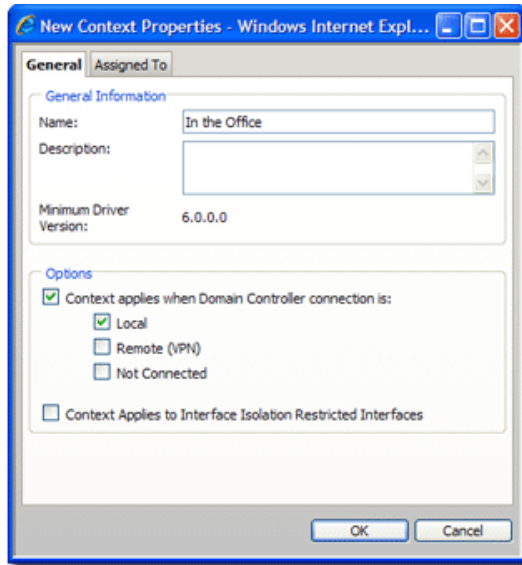 New Context Properties - Windows Internet Expl...
General Assigned To
General Information
Name: In the Office
Description:
Minimum Driver
Version: 6.0.0.0
Options
Context applies when Domain Controller connection is:
Local
Remote (VPN)
Not Connected
Context Applies to Interface Isolation Restricted Interfaces
OK Cancel